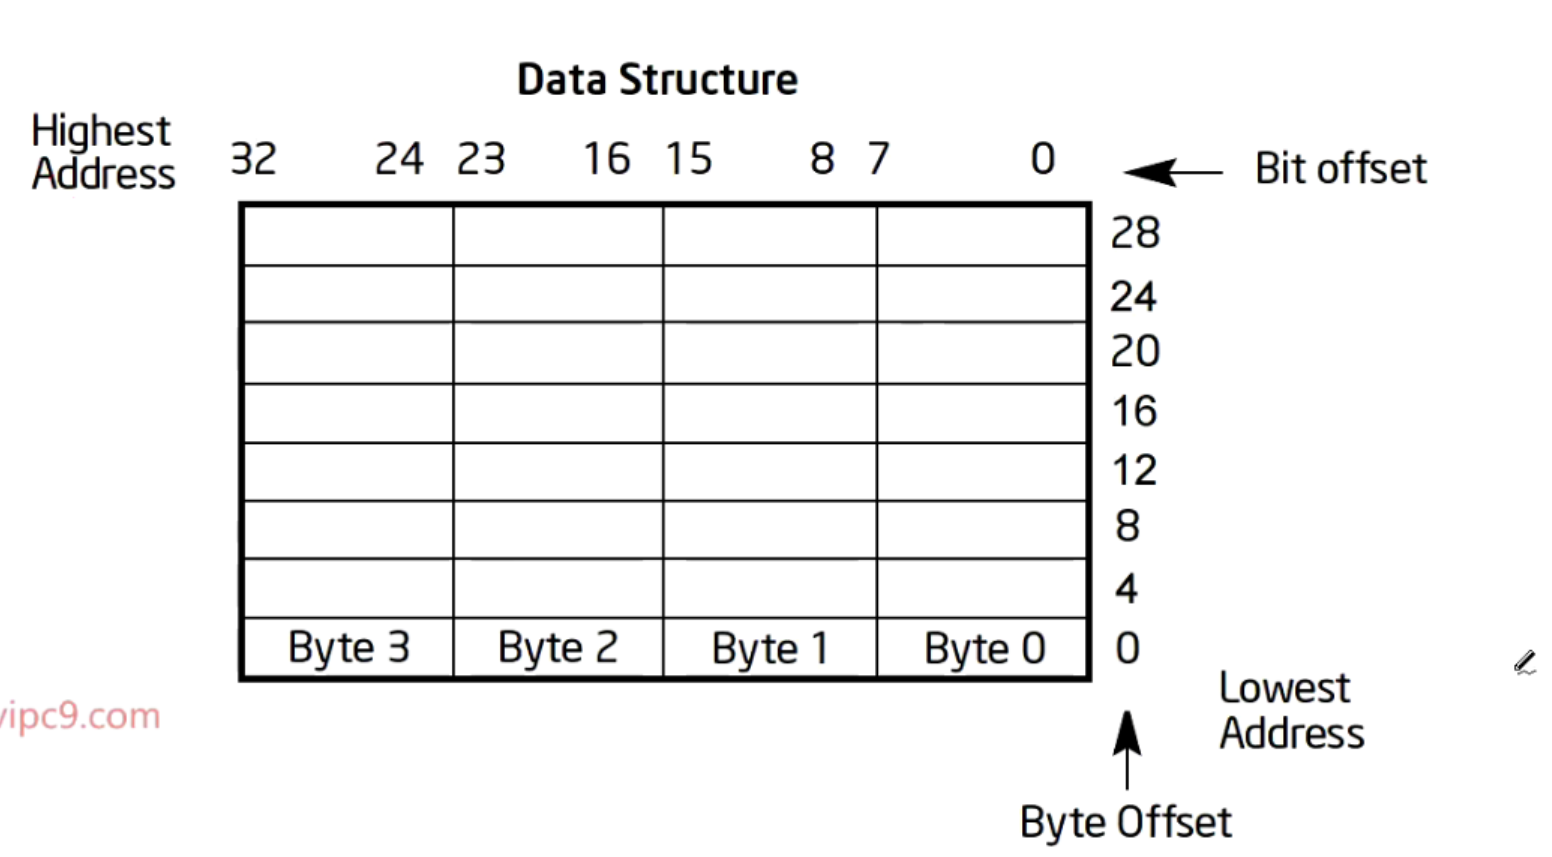 Data Structure
Highest
Address
32 24 23 16 15 8 7 0
Bit offset
28
24
20
16
12
8
4
Byte 3 Byte 2 Byte 1 Byte 0 0
Lowest
Address
vipc9.com
Byte Offset